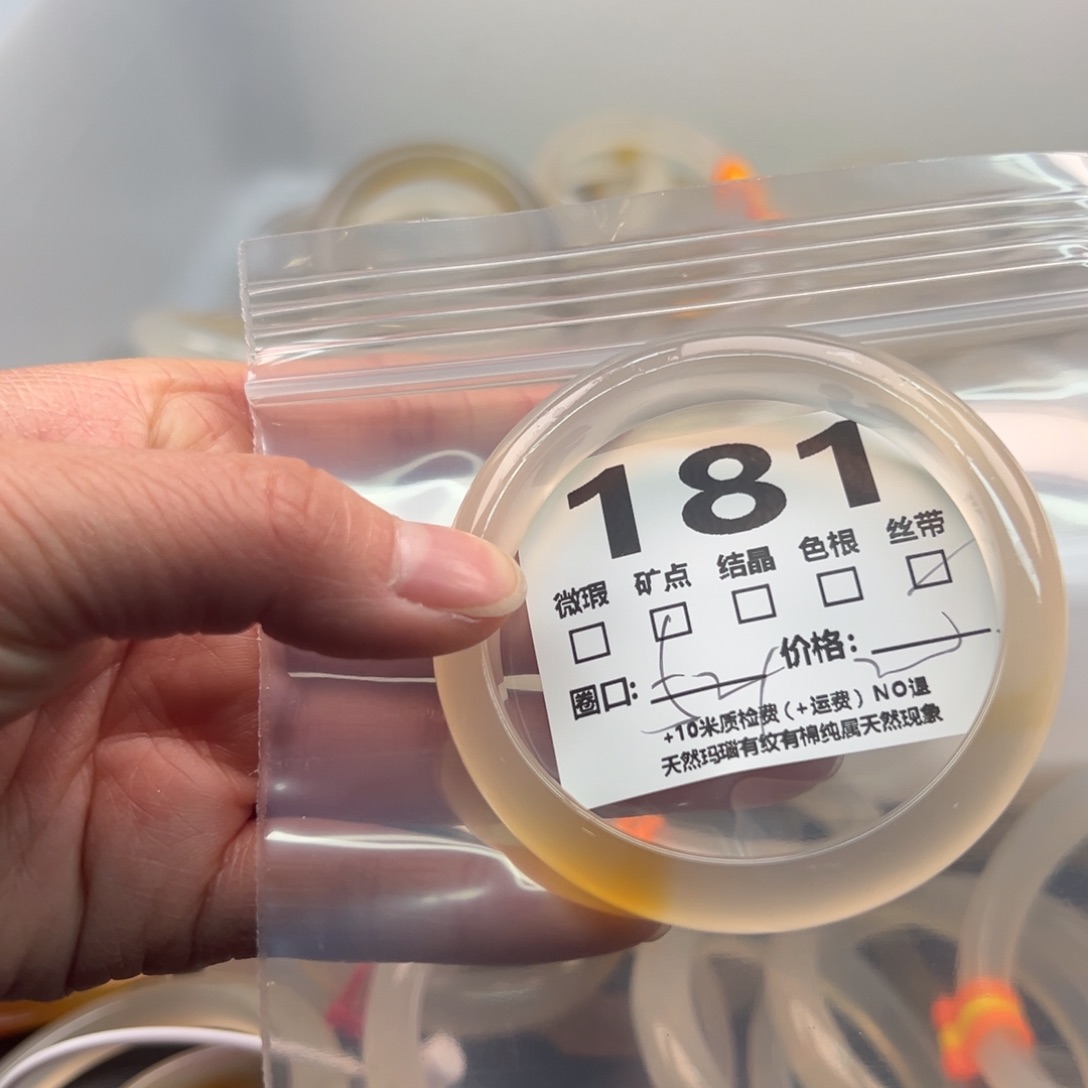 181
微瑕 矿点 结晶 色根 丝带
圈口: 价格:
+10米质检费(+运费) NO退
天然玛瑙有纹有棉纯属天然现象